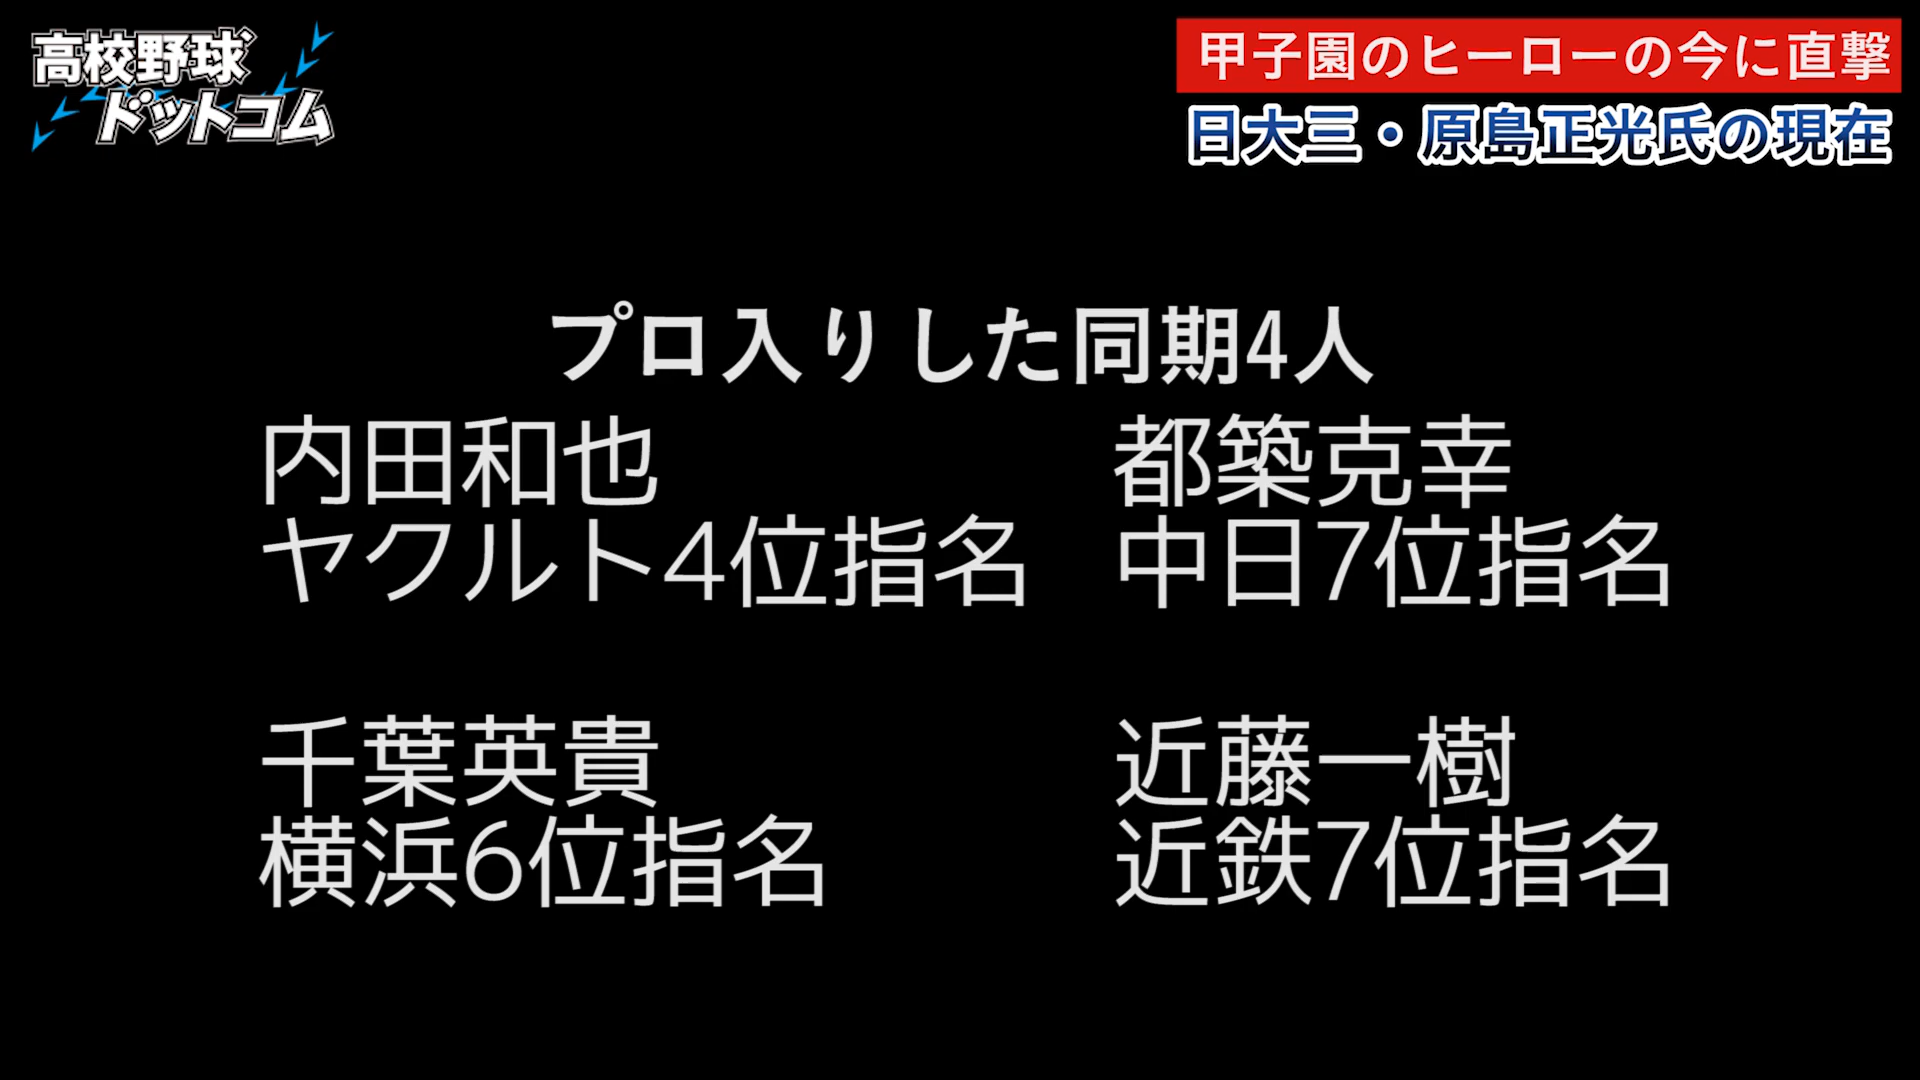 高校野球
ドットコム
甲子園のヒーローの今に直撃
日大三・原島正光氏の現在
プロ入りした同期4人
内田和也
ヤクルト4位指名
都築克幸
中日7位指名
千葉英貴
横浜6位指名
近藤一樹
近鉄7位指名